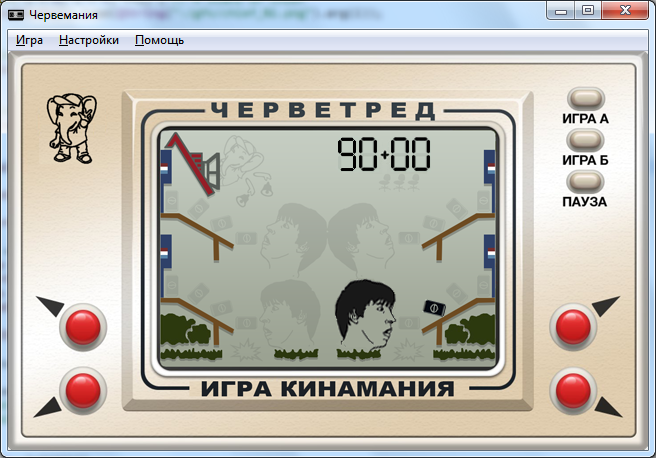 Червемания
Игра Настройки Помощь
ЧЕРВЕТРЕД
90+00
ИГРА А
ИГРА Б
ПАУЗА
ИГРА КИНАМАНИЯ